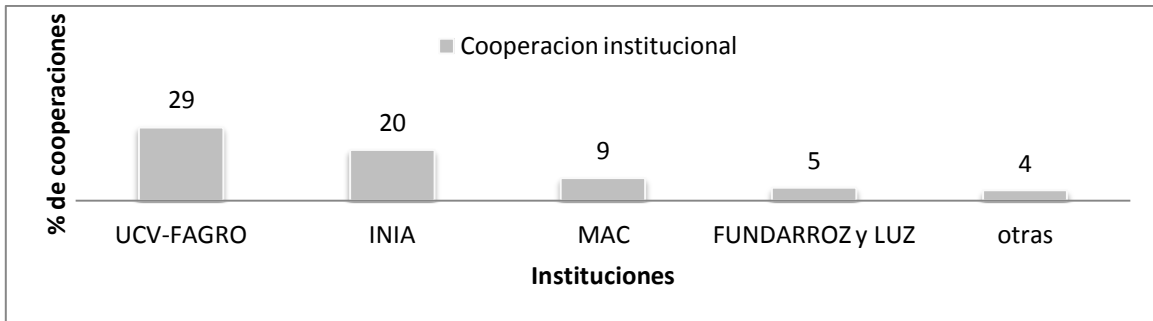 Cooperacion institucional
% de cooperaciones
29
20
9
5
4
UCV-FAGRO
INIA
MAC
FUNDARROZ y LUZ
otras
Instituciones